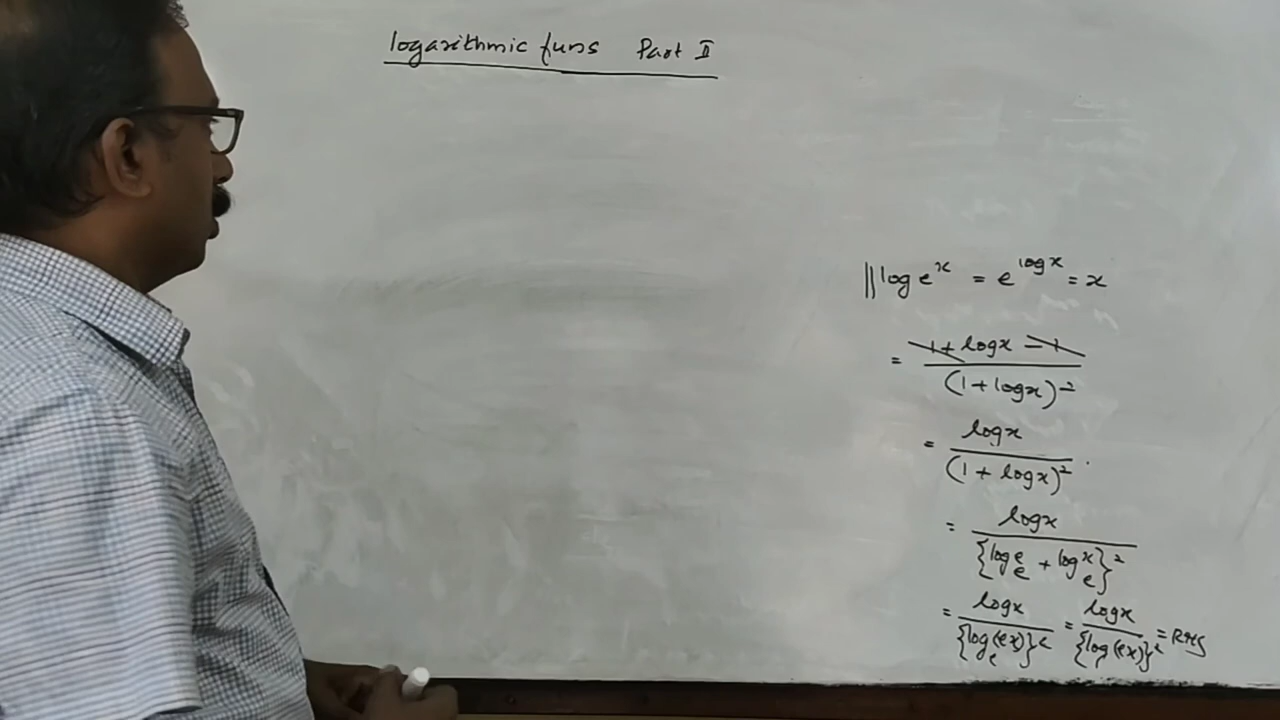 logarithmic funs Part II
|| log e^x = e^log x = x
= 1 + log x - 1 / (1 + log x)^2
= log x / (1 + log x)^2 .
= log x / {log_e e + log_e x}^2
= log x / {log_e (ex)}^2 = log x / {log (ex)}^2 = RHS